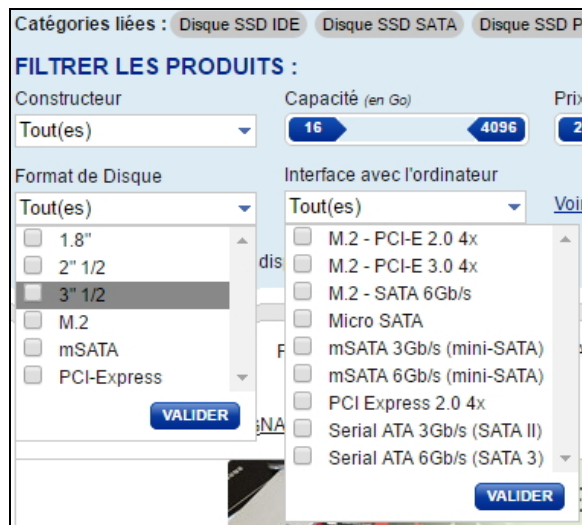 Catégories liées : Disque SSD IDE Disque SSD SATA Disque SSD P
FILTRER LES PRODUITS :
Constructeur Capacité (en Go) Prix
Tout(es) 16 4096 2
Format de Disque Interface avec l'ordinateur
Tout(es) Tout(es) Voir
1.8" M.2 - PCI-E 2.0 4x
2" 1/2 M.2 - PCI-E 3.0 4x
3" 1/2 M.2 - SATA 6Gb/s
M.2 Micro SATA
mSATA mSATA 3Gb/s (mini-SATA)
PCI-Express mSATA 6Gb/s (mini-SATA)
VALIDER PCI Express 2.0 4x
Serial ATA 3Gb/s (SATA II)
Serial ATA 6Gb/s (SATA 3)
VALIDER